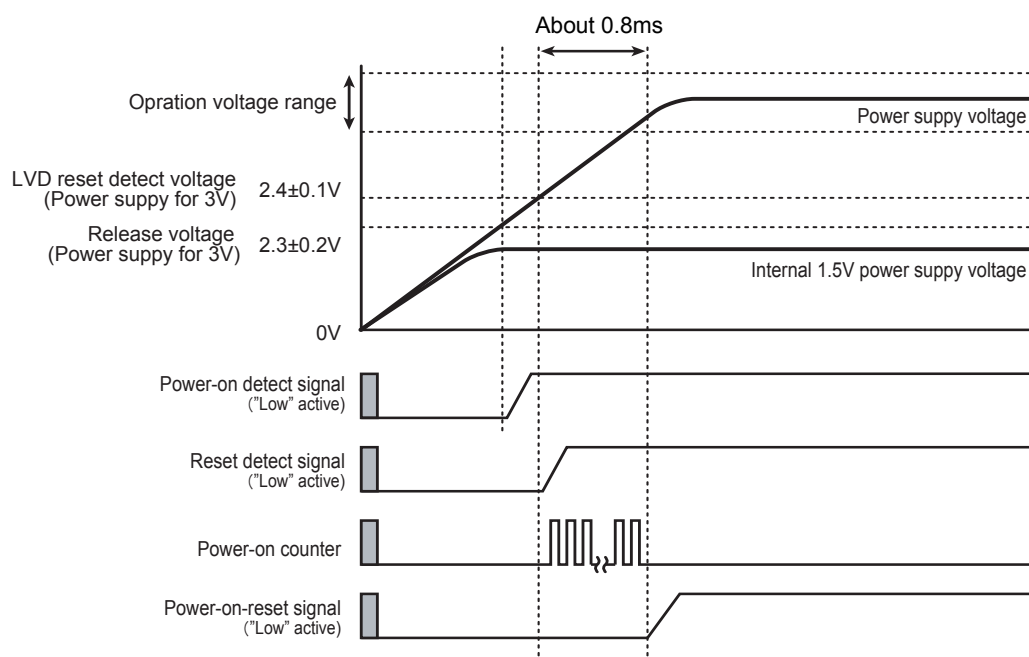 About 0.8ms
Opration voltage range
Power suppy voltage
LVD reset detect voltage
(Power suppy for 3V)
2.4±0.1V
Release voltage
(Power suppy for 3V)
2.3±0.2V
Internal 1.5V power suppy voltage
0V
Power-on detect signal
("Low" active)
Reset detect signal
("Low" active)
Power-on counter
Power-on-reset signal
("Low" active)